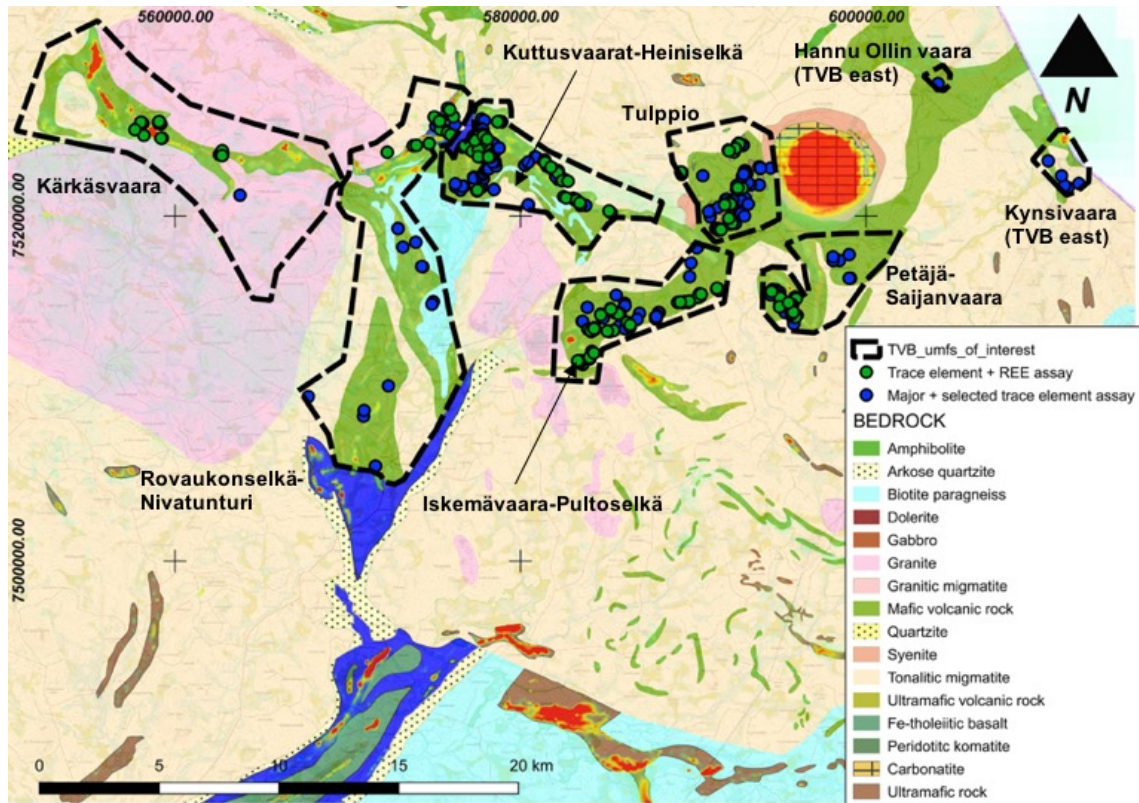 560000.00
580000.00
600000.00
Kuttusvaarat-Heiniselkä
Hannu Ollin vaara
(TVB east)
N
Tulppio
Kärkäsvaara
7520000.00
Kynsivaara
(TVB east)
Petäjä-
Saijanvaara
Rovaukonselkä-
Nivatunturi
Iskemävaara-Pultoselkä
7500000.00
TVB_umfs_of_interest
Trace element + REE assay
Major + selected trace element assay
BEDROCK
Amphibolite
Arkose quartzite
Biotite paragneiss
Dolerite
Gabbro
Granite
Granitic migmatite
Mafic volcanic rock
Quartzite
Syenite
Tonalitic migmatite
Ultramafic volcanic rock
Fe-tholeiitic basalt
Peridotitc komatite
Carbonatite
Ultramafic rock
0 5 10 15 20 km